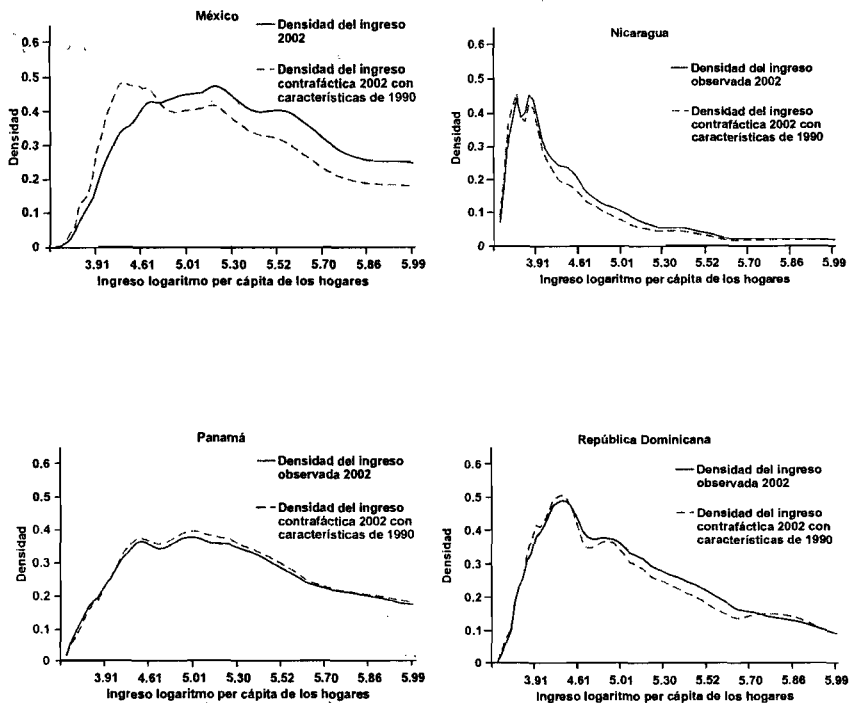 México
Densidad del ingreso
2002
Densidad del ingreso
contrafáctica 2002 con
características de 1990
Densidad
0.6
0.5
0.4
0.3
0.2
0.1
0
3.91 4.61 5.01 5.30 5.52 5.70 5.86 5.99
Ingreso logaritmo per cápita de los hogares
Nicaragua
Densidad del ingreso
observada 2002
Densidad del ingreso
contrafáctica 2002 con
características de 1990
Densidad
0.6
0.5
0.4
0.3
0.2
0.1
0
3.91 4.61 5.01 5.30 5.52 5.70 5.86 5.99
Ingreso logaritmo per cápita de los hogares
Panamá
Densidad del ingreso
observada 2002
Densidad del ingreso
contrafáctica 2002 con
características de 1990
Densidad
0.6
0.5
0.4
0.3
0.2
0.1
0
3.91 4.61 5.01 5.30 5.52 5.70 5.86 5.99
Ingreso logaritmo per cápita de los hogares
República Dominicana
Densidad del ingreso
observada 2002
Densidad del ingreso
contrafáctica 2002 con
características de 1990
Densidad
0.6
0.5
0.4
0.3
0.2
0.1
0
3.91 4.61 5.01 5.30 5.52 5.70 5.86 5.99
Ingreso logaritmo per cápita de los hogares